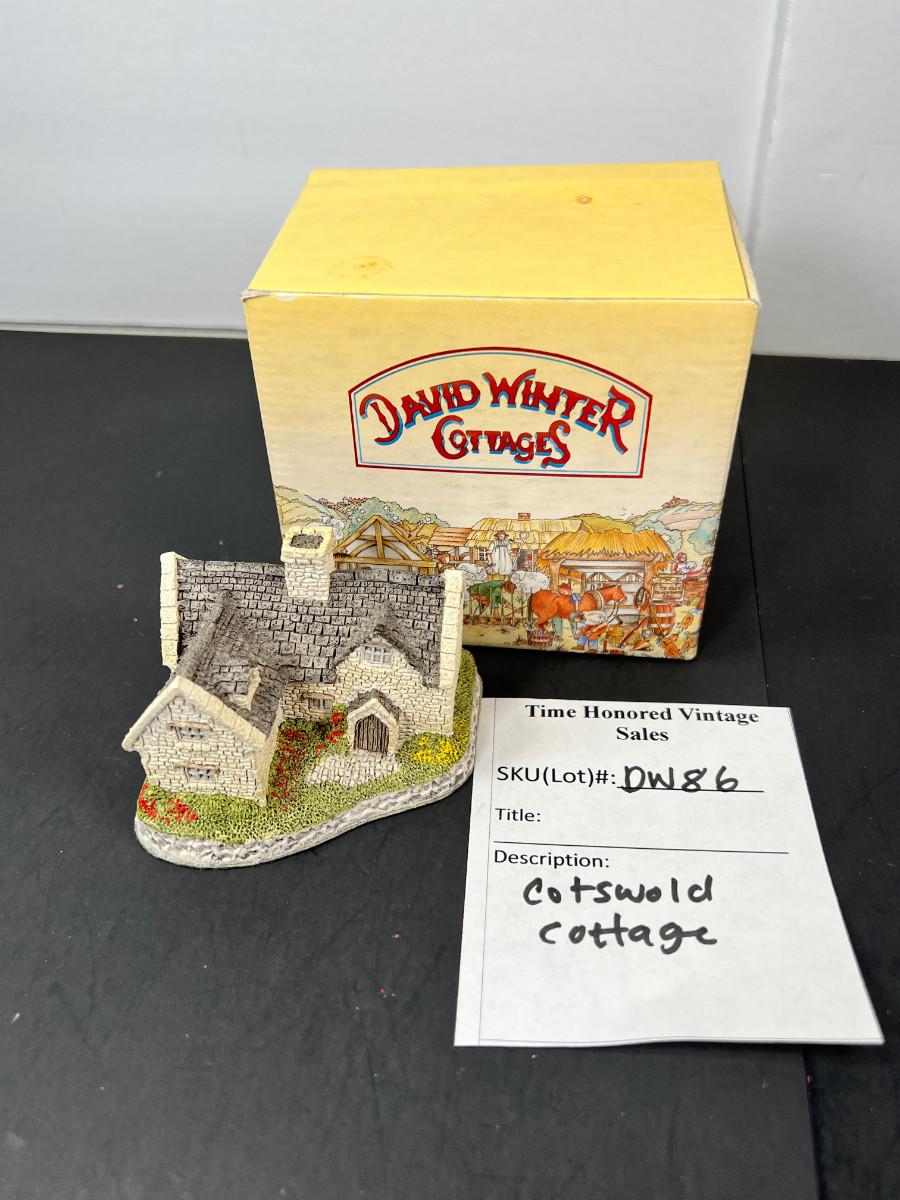 DAVID WINTER
COTTAGES
Time Honored Vintage
Sales
SKU(Lot)#: DW86
Title:
Description:
Cotswold
cottage